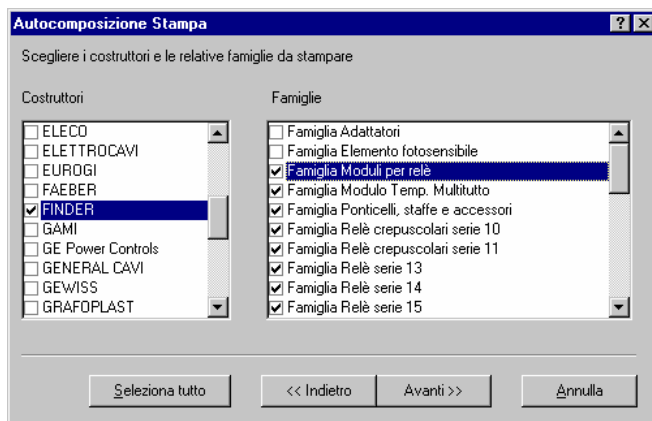 Autocomposizione Stampa
Scegliere i costruttori e le relative famiglie da stampare
Costruttori
Famiglie
ELECO
ELETTROCAVI
EUROGI
FAEBER
FINDER
GAMI
GE Power Controls
GENERAL CAVI
GEWISS
GRAFOPLAST
Famiglia Adattatori
Famiglia Elemento fotosensibile
Famiglia Moduli per relè
Famiglia Modulo Temp. Multitutto
Famiglia Ponticelli, staffe e accessori
Famiglia Relè crepuscolari serie 10
Famiglia Relè crepuscolari serie 11
Famiglia Relè serie 13
Famiglia Relè serie 14
Famiglia Relè serie 15
Seleziona tutto
<< Indietro
Avanti >>
Annulla